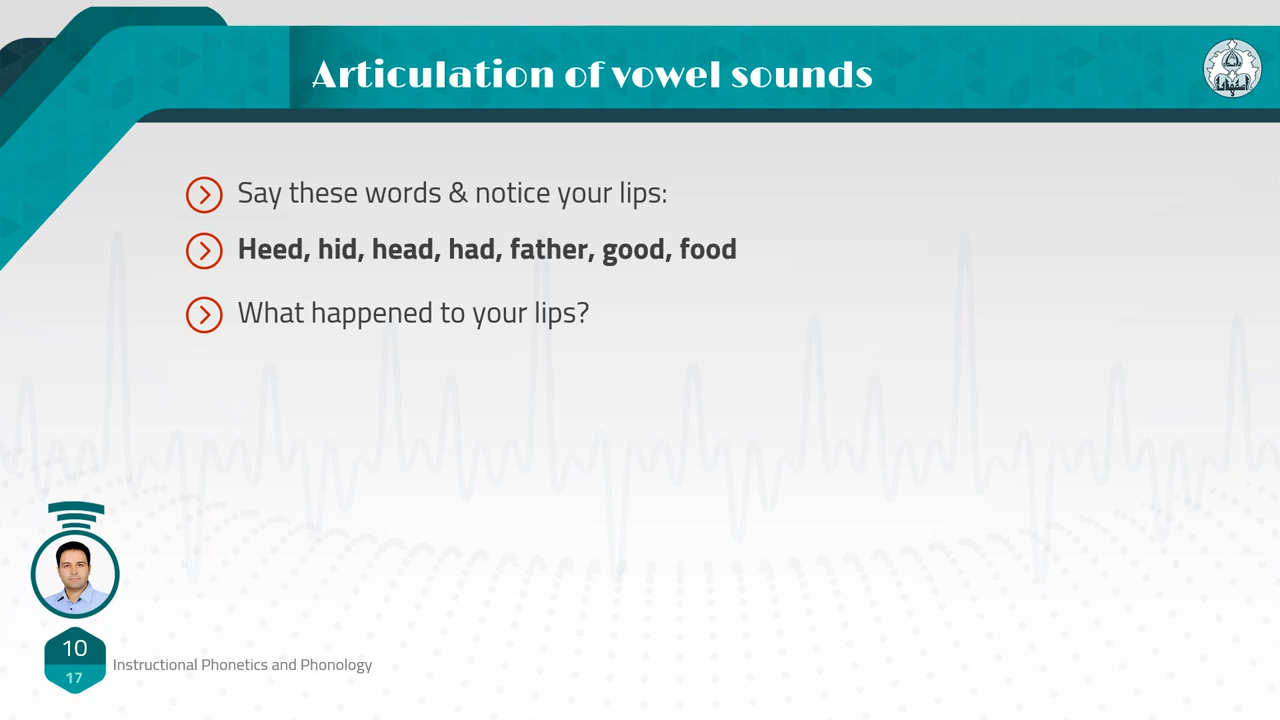 Articulation of vowel sounds
Say these words & notice your lips:
Heed, hid, head, had, father, good, food
What happened to your lips?
10
17
Instructional Phonetics and Phonology